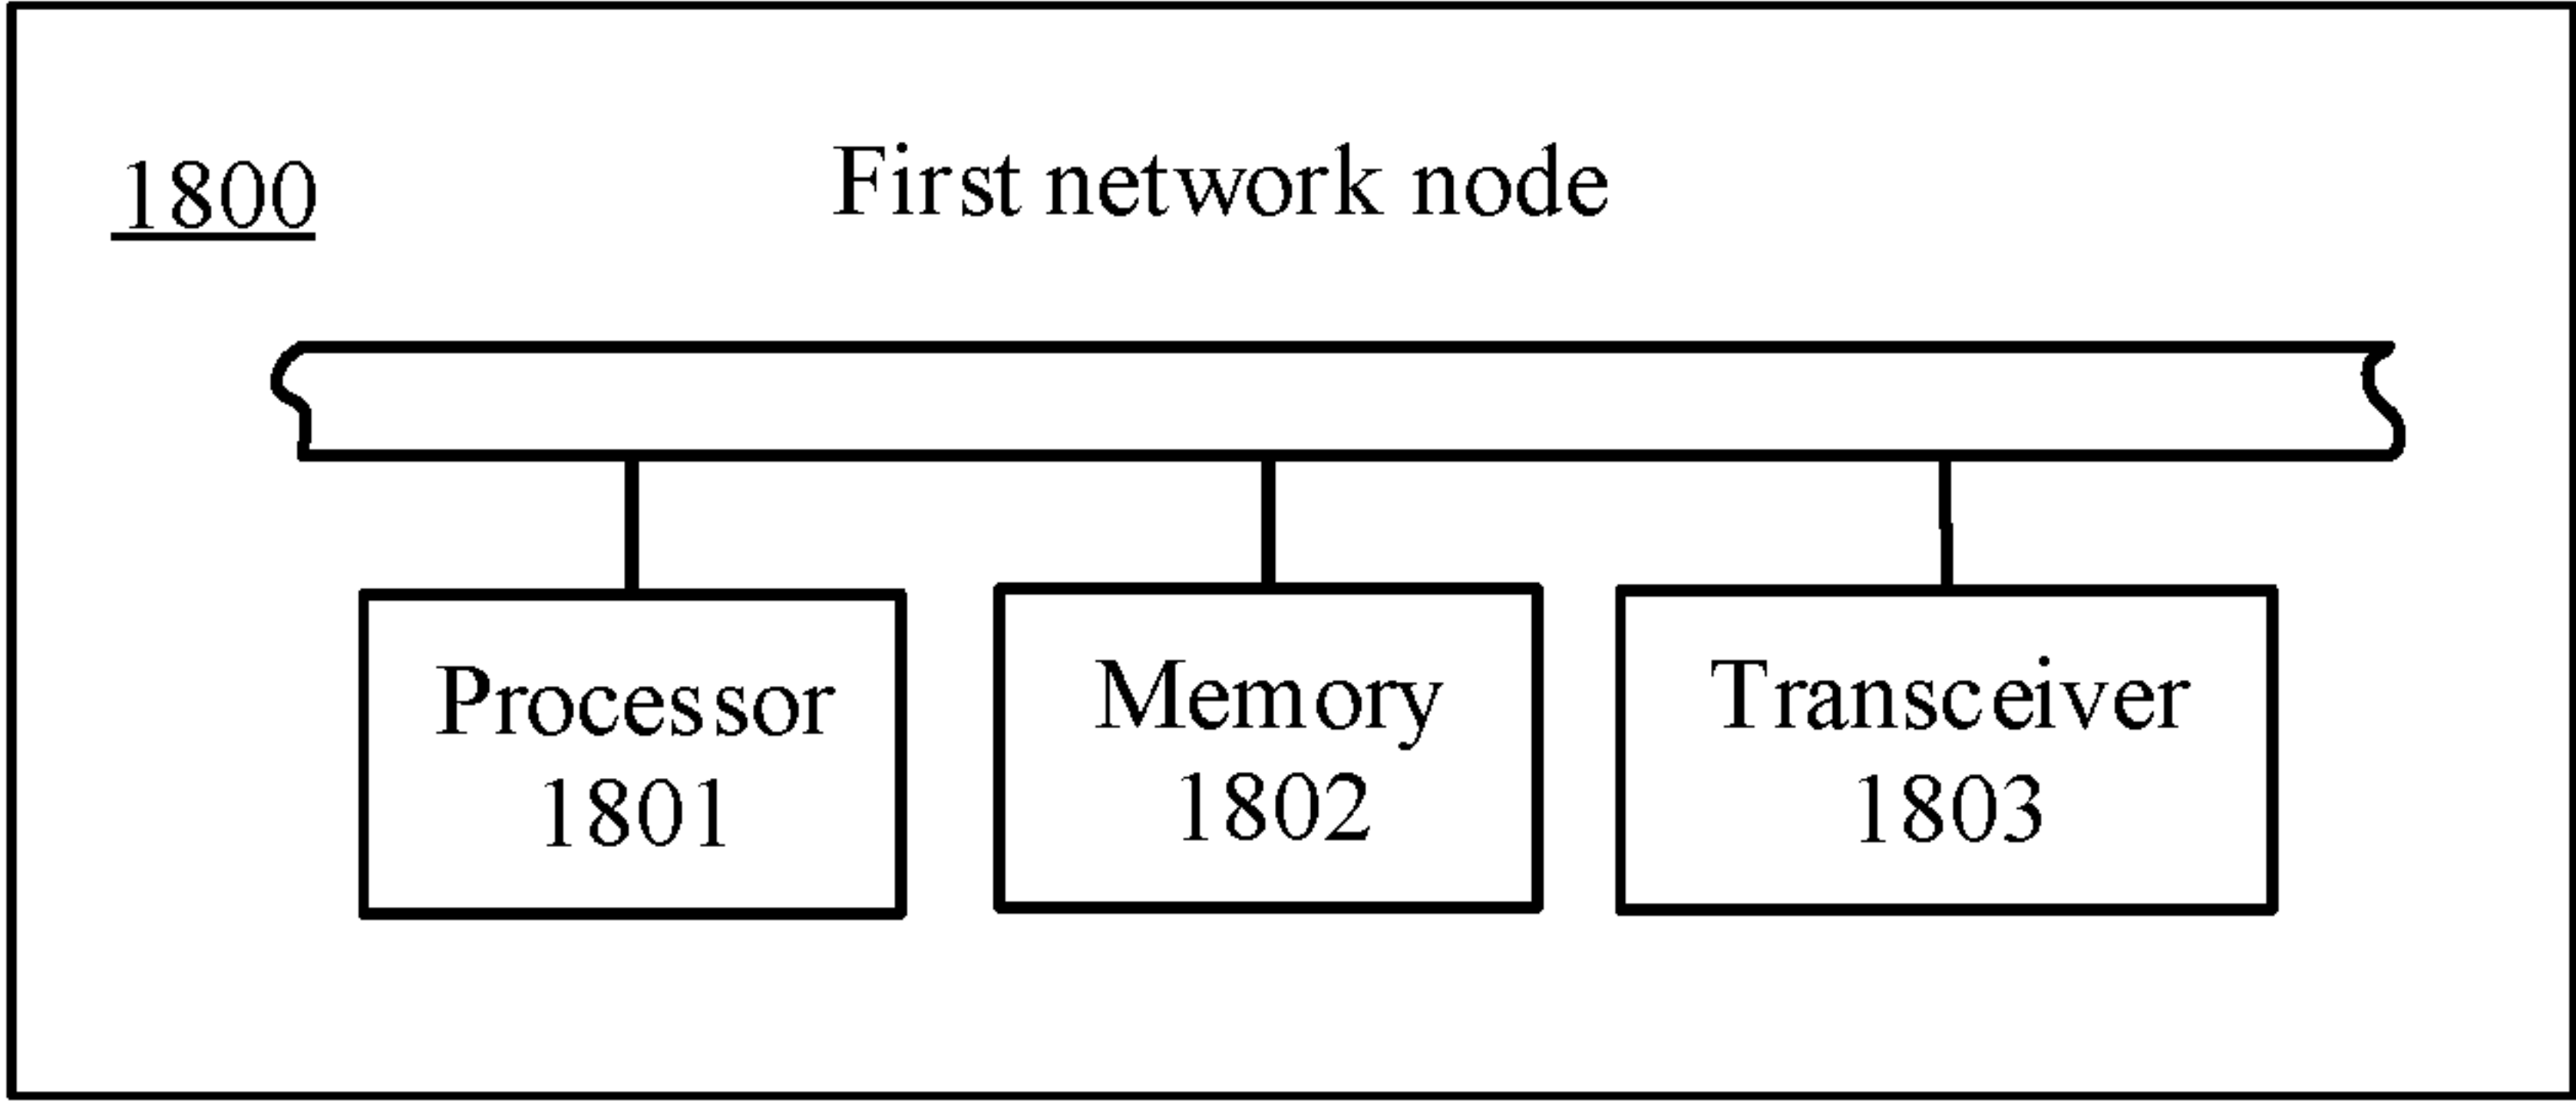 1800
First network node
Processor
1801
Memory
1802
Transceiver
1803